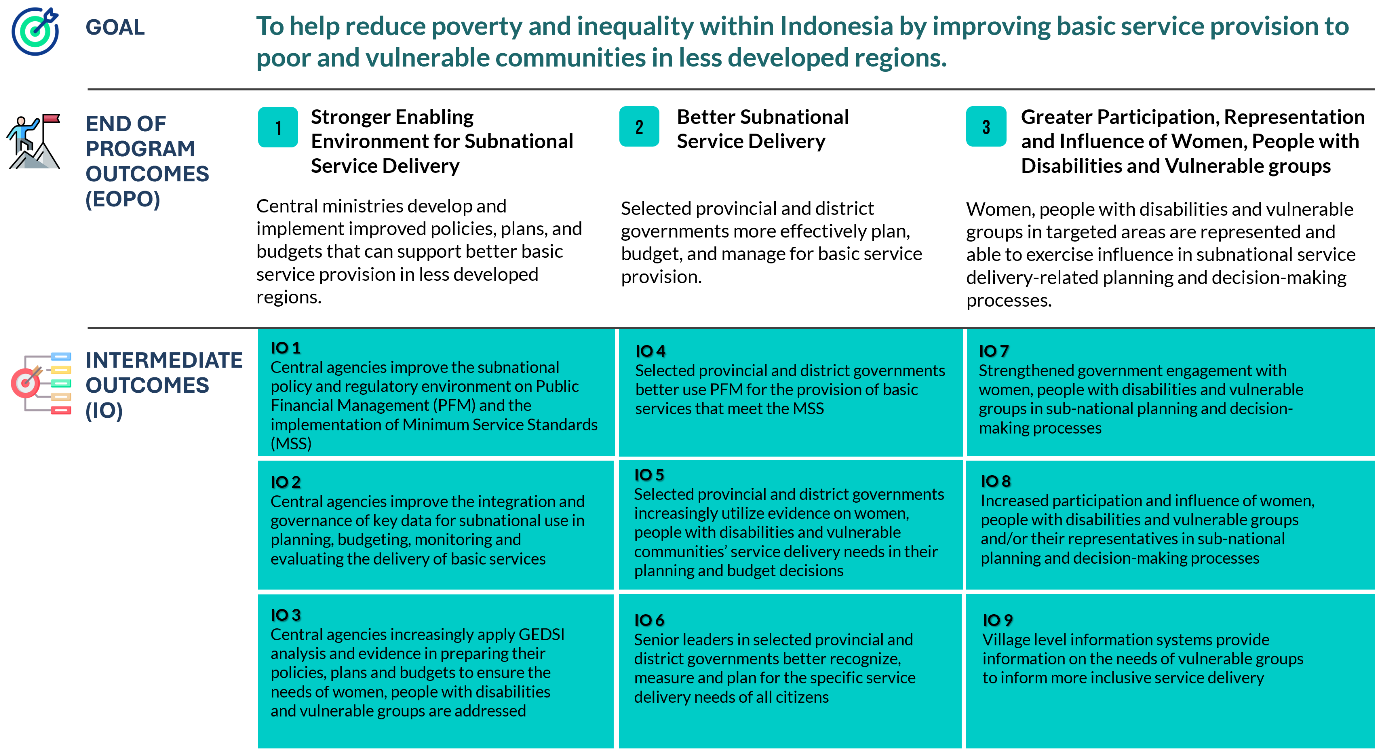 GOAL
To help reduce poverty and inequality within Indonesia by improving basic service provision to
poor and vulnerable communities in less developed regions.
END OF
PROGRAM
OUTCOMES
(EOPO)
1
Stronger Enabling
Environment for Subnational
Service Delivery
Central ministries develop and
implement improved policies, plans, and
budgets that can support better basic
service provision in less developed
regions.
2
Better Subnational
Service Delivery
Selected provincial and district
governments more effectively plan,
budget, and manage for basic service
provision.
3
Greater Participation, Representation
and Influence of Women, People with
Disabilities and Vulnerable groups
Women, people with disabilities and vulnerable
groups in targeted areas are represented and
able to exercise influence in subnational service
delivery-related planning and decision-making
processes.
INTERMEDIATE
OUTCOMES
(IO)
IO 1
Central agencies improve the subnational
policy and regulatory environment on Public
Financial Management (PFM) and the
implementation of Minimum Service Standards
(MSS)
IO 4
Selected provincial and district governments
better use PFM for the provision of basic
services that meet the MSS
IO 7
Strengthened government engagement with
women, people with disabilities and vulnerable
groups in sub-national planning and decision-
making processes
IO 2
Central agencies improve the integration and
governance of key data for subnational use in
planning, budgeting, monitoring and
evaluating the delivery of basic services
IO 5
Selected provincial and district governments
increasingly utilize evidence on women,
people with disabilities and vulnerable
communities’ service delivery needs in their
planning and budget decisions
IO 8
Increased participation and influence of women,
people with disabilities and vulnerable groups
and/or their representatives in sub-national
planning and decision-making processes
IO 3
Central agencies increasingly apply GEDSI
analysis and evidence in preparing their
policies, plans and budgets to ensure the
needs of women, people with disabilities
and vulnerable groups are addressed
IO 6
Senior leaders in selected provincial and
district governments better recognize,
measure and plan for the specific service
delivery needs of all citizens
IO 9
Village level information systems provide
information on the needs of vulnerable groups
to inform more inclusive service delivery